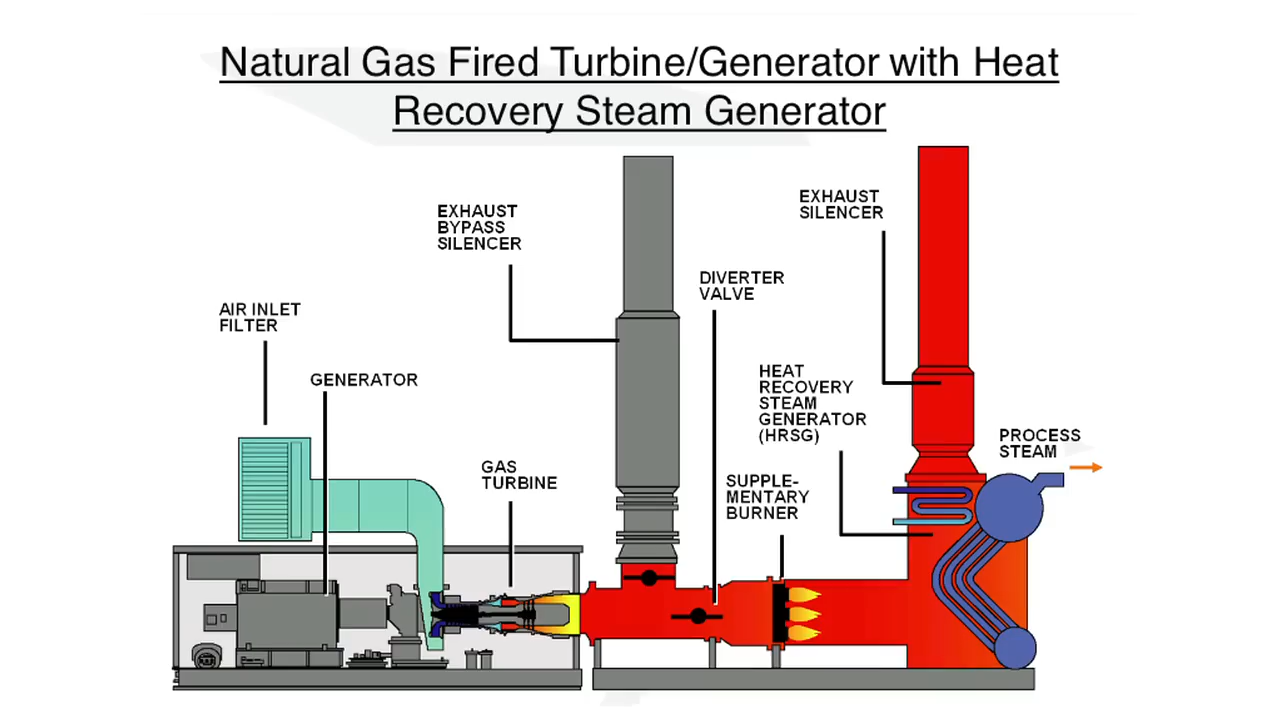 Natural Gas Fired Turbine/Generator with Heat
Recovery Steam Generator
EXHAUST
SILENCER
EXHAUST
BYPASS
SILENCER
DIVERTER
VALVE
AIR INLET
FILTER
GENERATOR
HEAT
RECOVERY
STEAM
GENERATOR
(HRSG)
PROCESS
STEAM
GAS
TURBINE
SUPPLE-
MENTARY
BURNER